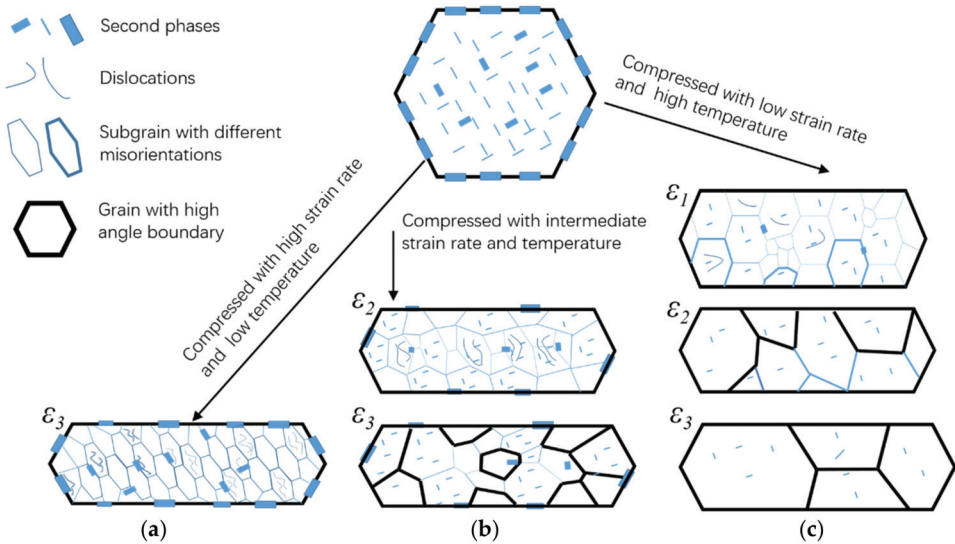 Second phases
Dislocations
Subgrain with different
misorientations
Grain with high
angle boundary
Compressed with high strain rate
and low temperature
Compressed with intermediate
strain rate and temperature
Compressed with low strain rate
and high temperature
ε3
(a)
ε2
ε3
(b)
ε1
ε2
ε3
(c)